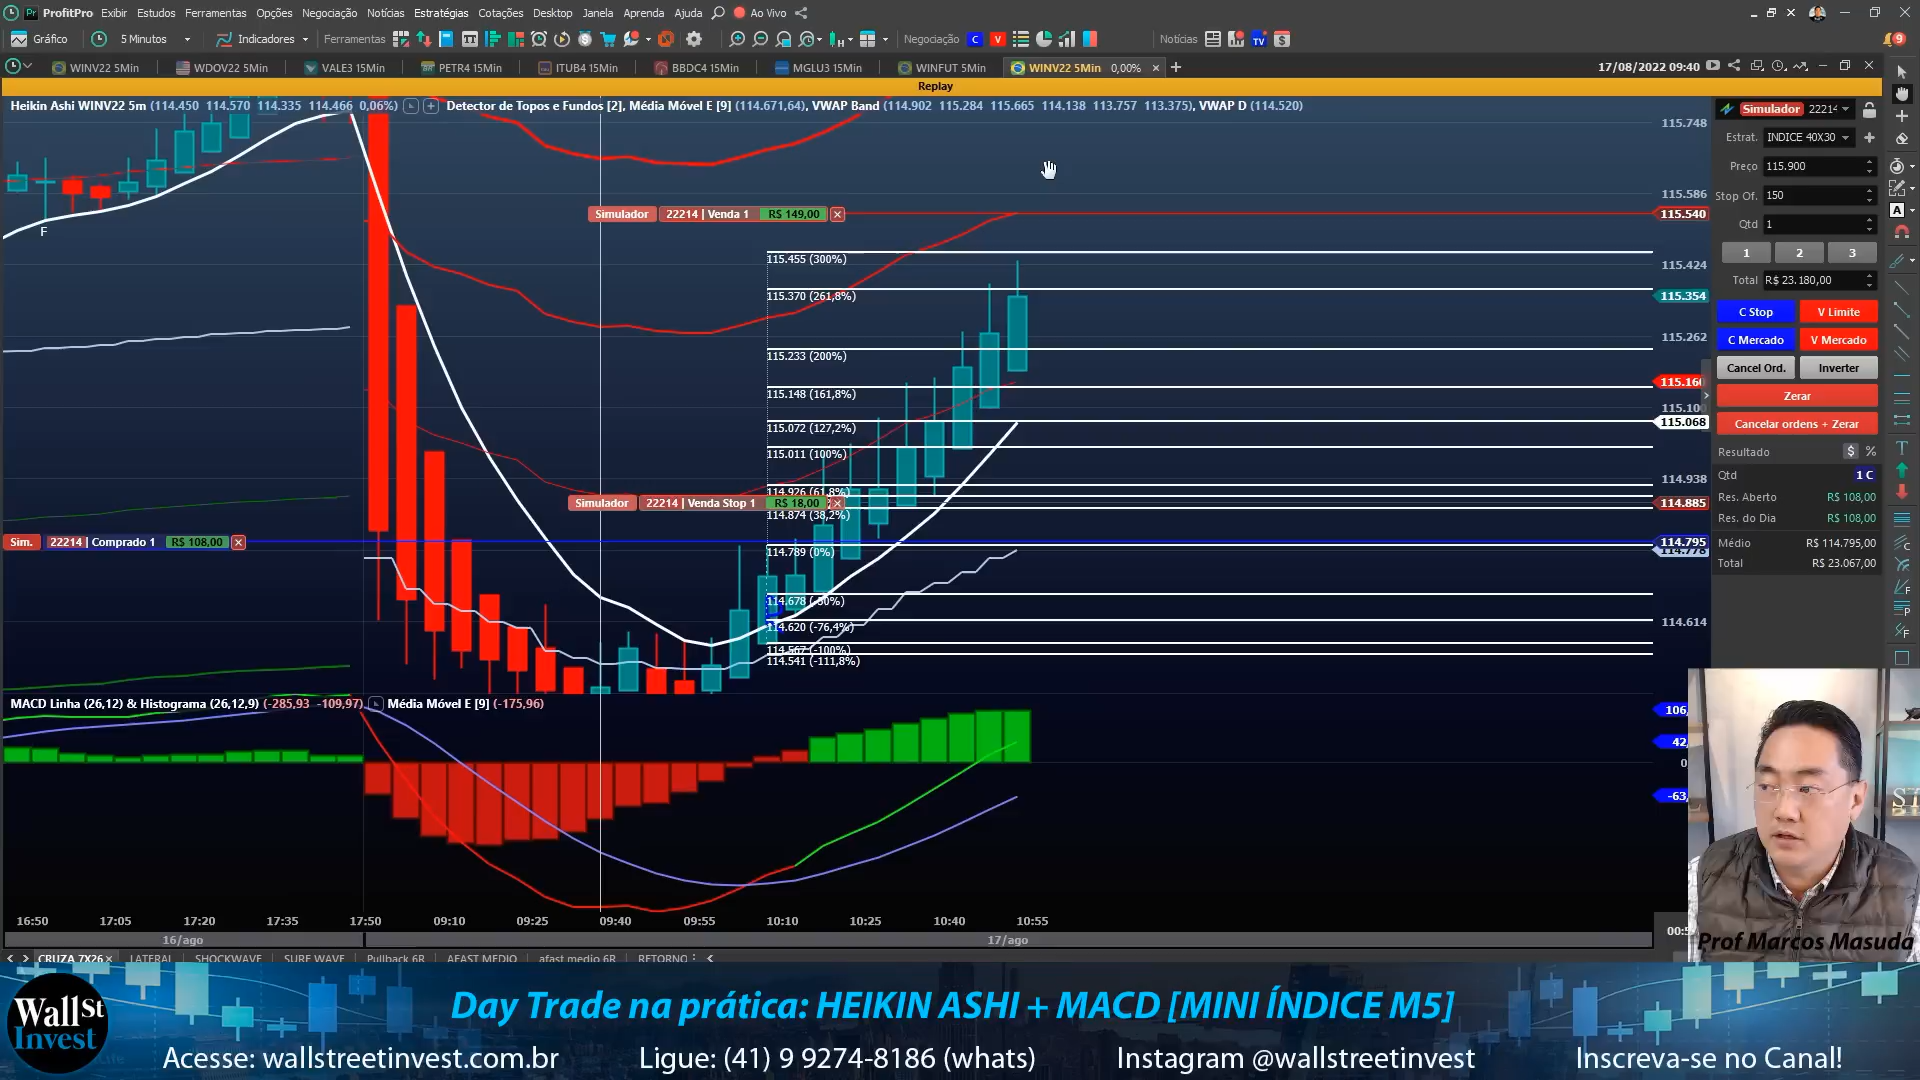 ProfitPro Exibir Estudos Ferramentas Opções Negociação Notícias Estratégias Cotações Desktop Janela Aprenda Ajuda Ao Vivo
Gráfico 5 Minutos Indicadores Ferramentas Negociação C V Notícias TV $ 9
WINV22 5Min WDOV22 5Min VALE3 15Min PETR4 15Min ITUB4 15Min BBDC4 15Min MGLU3 15Min WINFUT 5Min WINV22 5Min 0,00% 17/08/2022 09:40
Replay
Heikin Ashi WINV22 5m (114.450 114.570 114.335 114.466 0,06%) Detector de Topos e Fundos [2], Média Móvel E [9] (114.671,64), VWAP Band (114.902 115.284 115.665 114.138 113.757 113.375), VWAP D (114.520)
F
Simulador 22214 | Venda 1 R$ 149,00
115.455 (300%)
115.370 (261,8%)
115.233 (200%)
115.148 (161,8%)
115.072 (127,2%)
115.011 (100%)
114.926 (61,8%)
Simulador 22214 | Venda Stop 1 R$ 18,00
114.874 (38,2%)
Sim. 22214 | Comprado 1 R$ 108,00
114.789 (0%)
114.678 (-50%)
114.620 (-76,4%)
114.567 (-100%)
114.541 (-111,8%)
115.748
115.586
115.540
115.424
115.354
115.262
115.160
115.100
115.068
114.938
114.885
114.795
114.778
114.614
Simulador 22214
Estrat. INDICE 40X30
Preço 115.900
Stop Of. 150
Qtd 1
1 2 3
Total R$ 23.180,00
C Stop V Limite
C Mercado V Mercado
Cancel Ord. Inverter
Zerar
Cancelar ordens + Zerar
Resultado $ %
Qtd 1 C
Res. Aberto R$ 108,00
Res. do Dia R$ 108,00
Médio R$ 114.795,00
Total R$ 23.067,00
MACD Linha (26,12) & Histograma (26,12,9) (-285,93 -109,97) Média Móvel E [9] (-175,96)
106,
42,
0
-63,
16:50 17:05 17:20 17:35 17:50 09:10 09:25 09:40 09:55 10:10 10:25 10:40 10:55
16/ago 17/ago
CRUZA 7X26 LATERAL SHOCKWAVE SURF WAVE Pullback 6R AFAST MEDIO afast medio 6R RETORNO
Prof Marcos Masuda
Wall St
Invest
Day Trade na prática: HEIKIN ASHI + MACD [MINI ÍNDICE M5]
Acesse: wallstreetinvest.com.br Ligue: (41) 9 9274-8186 (whats) Instagram @wallstreetinvest Inscreva-se no Canal!